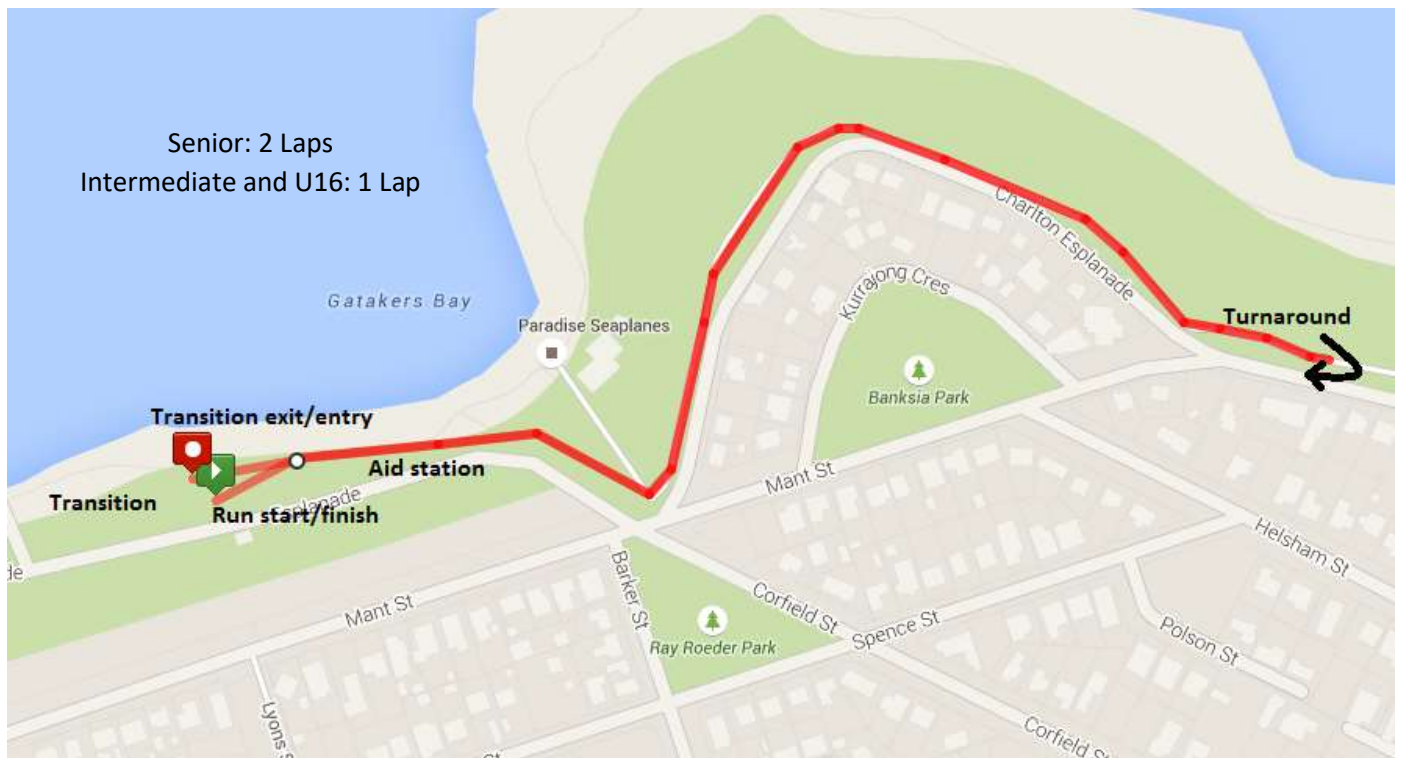 Senior: 2 Laps
Intermediate and U16: 1 Lap
Charlton Esplanade
Kurrajong Cres
Gatakers Bay
Turnaround
Paradise Seaplanes
Banksia Park
Transition exit/entry
Aid station
Mant St
Transition
Esplanade
Run start/finish
Helsham St
Barker St
Mant St
Corfield St
Spence St
Polson St
Ray Roeder Park
Lyons
Corfield